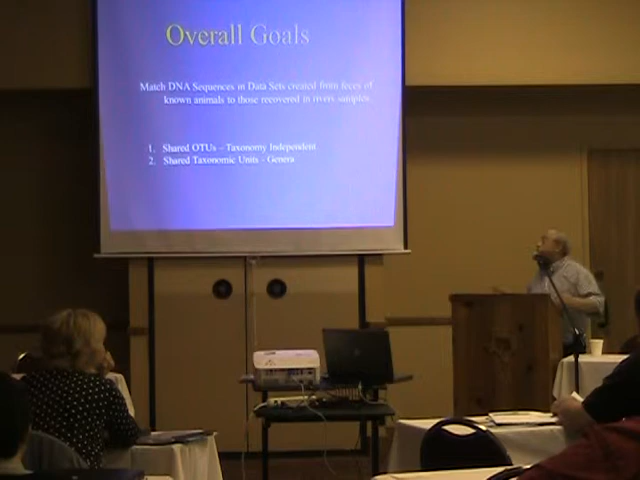 Overall Goals
Match DNA Sequences in Data Sets created from feces of
known animals to those recovered in rivers samples
1. Shared OTUs – Taxonomy Independent
2. Shared Taxonomic Units - Genera